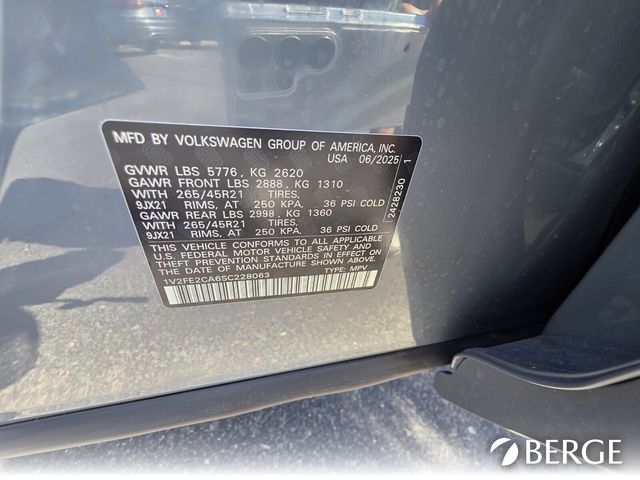 MFD BY VOLKSWAGEN GROUP OF AMERICA, INC.
USA 06/2025
GVWR LBS 5776, KG 2620
GAWR FRONT LBS 2888, KG 1310
WITH 265/45R21 TIRES,
9JX21 RIMS, AT 250 KPA, 36 PSI COLD
GAWR REAR LBS 2998, KG 1360
WITH 265/45R21 TIRES,
9JX21 RIMS, AT 250 KPA, 36 PSI COLD
THIS VEHICLE CONFORMS TO ALL APPLICABLE
U.S. FEDERAL MOTOR VEHICLE SAFETY AND
THEFT PREVENTION STANDARDS IN EFFECT ON
THE DATE OF MANUFACTURE SHOWN ABOVE.
1V2FE2CA6SC228063 TYPE: MPV
2428230 1
BERGE